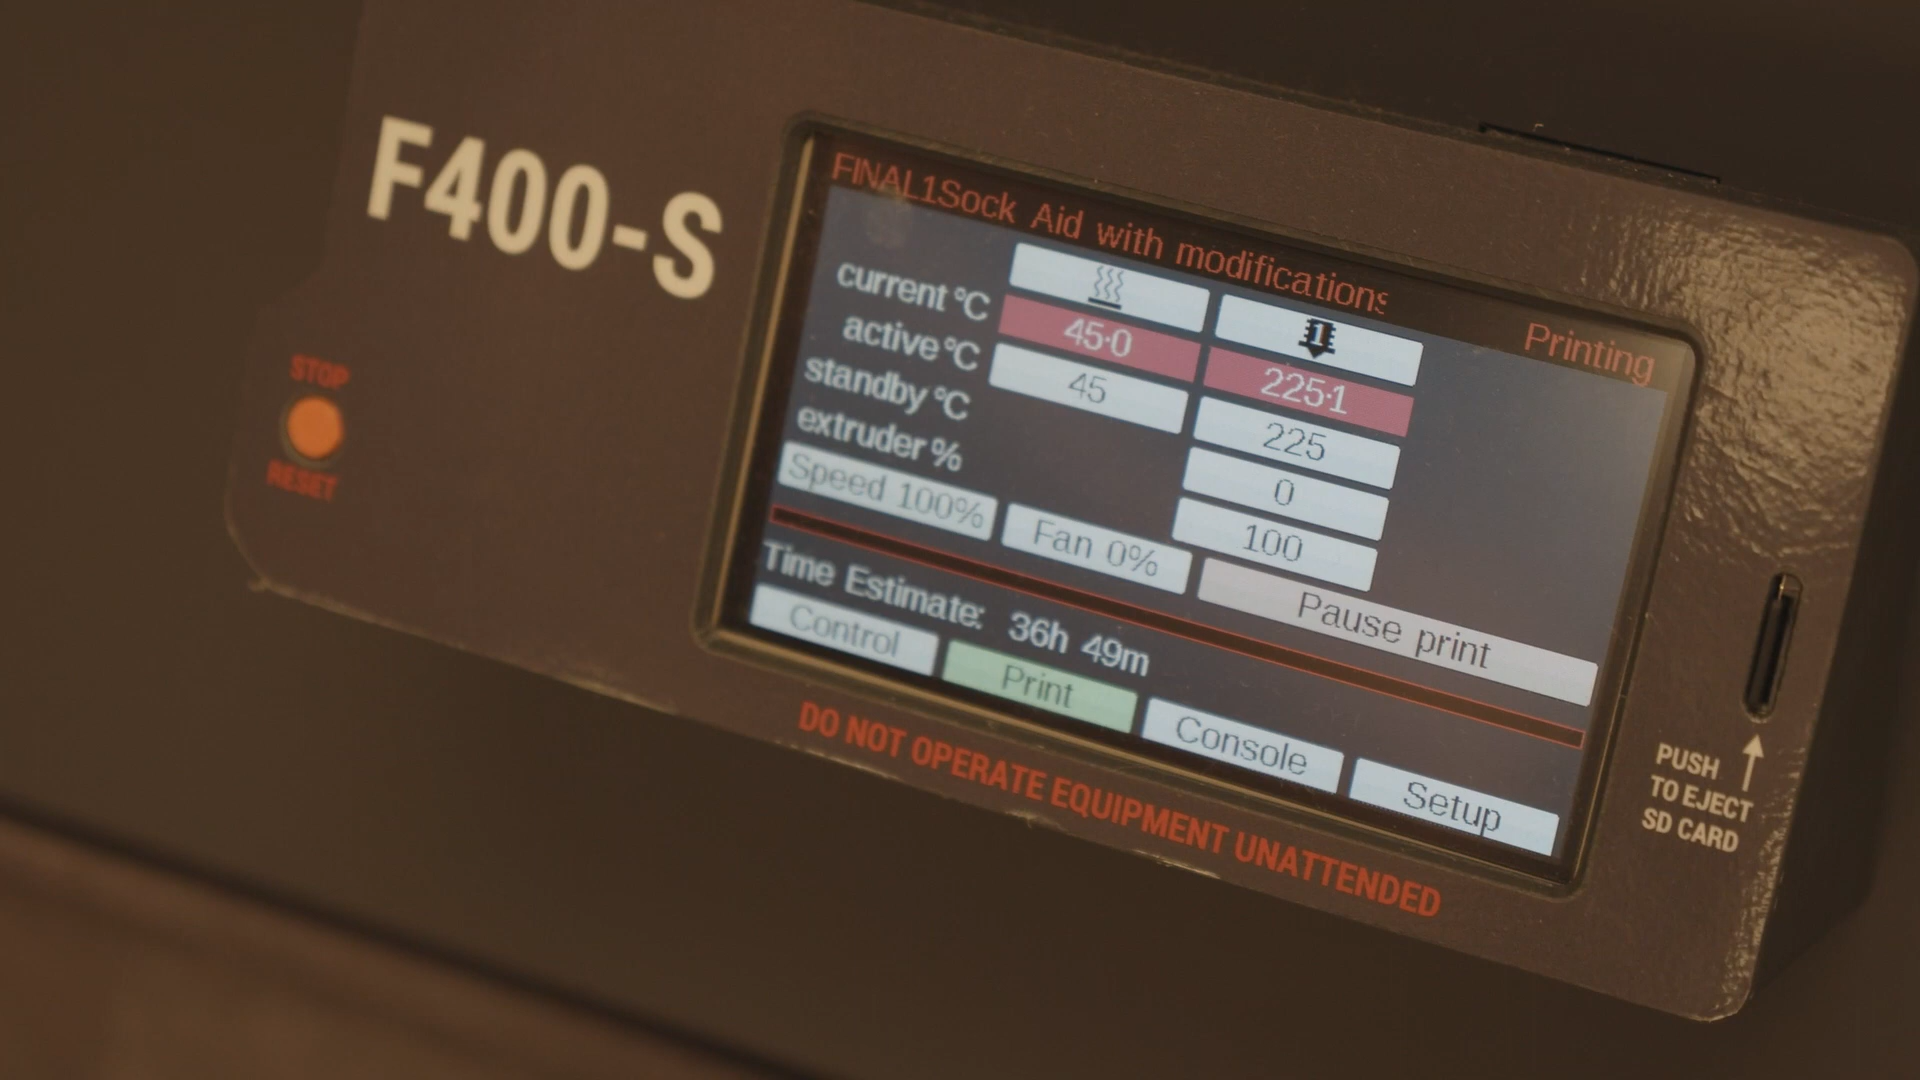 F400-S
STOP
RESET
FINAL1Sock Aid with modifications
Printing
1
current °C 45.0 225.1
active °C 45 225
standby °C 0
extruder % 100
Speed 100% Fan 0% Pause print
Time Estimate: 36h 49m
Control Print Console Setup
DO NOT OPERATE EQUIPMENT UNATTENDED
PUSH
TO EJECT
SD CARD